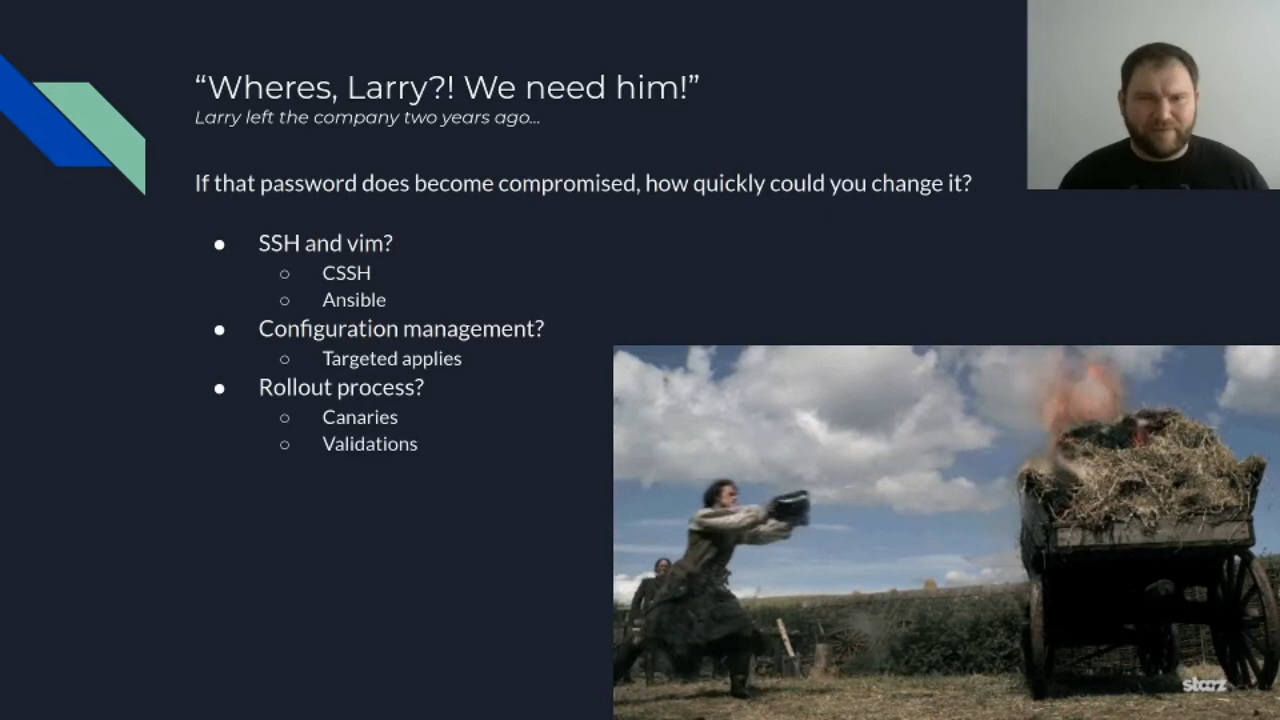 “Wheres, Larry?! We need him!”
Larry left the company two years ago...
If that password does become compromised, how quickly could you change it?
● SSH and vim?
○ CSSH
○ Ansible
● Configuration management?
○ Targeted applies
● Rollout process?
○ Canaries
○ Validations
starz